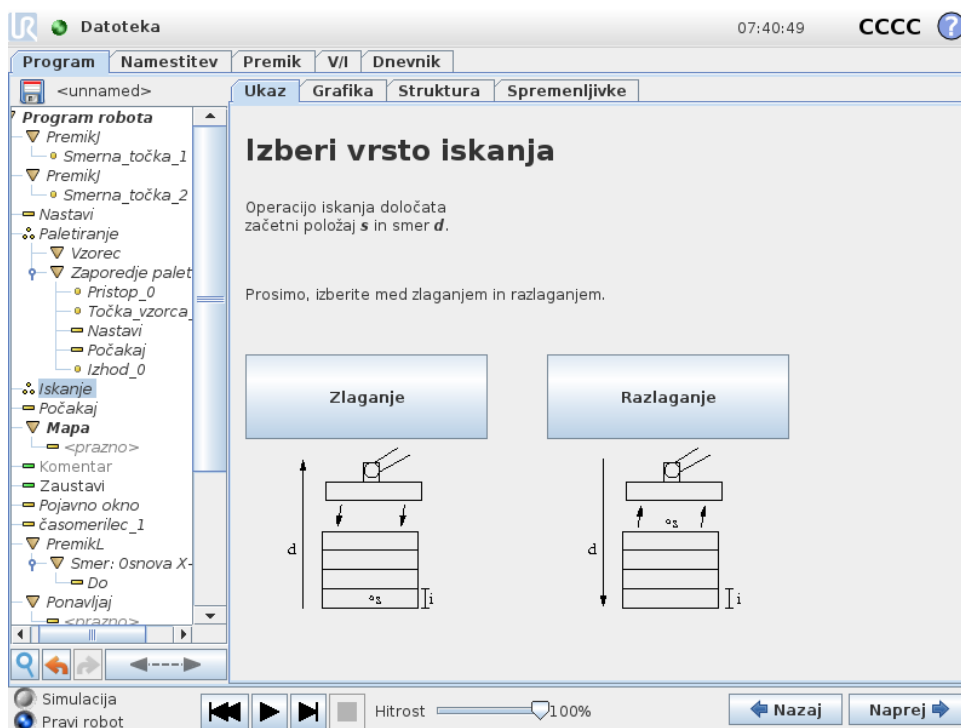 UR Datoteka 07:40:49 CCCC ?
Program Namestitev Premik V/I Dnevnik
<unnamed> Ukaz Grafika Struktura Spremenljivke
Program robota
PremikJ
Smerna_točka_1
PremikJ
Smerna_točka_2
Nastavi
Paletiranje
Vzorec
Zaporedje palet
Pristop_0
Točka_vzorca_
Nastavi
Počakaj
Izhod_0
Iskanje
Počakaj
Mapa
<prazno>
Komentar
Zaustavi
Pojavno okno
časomerilec_1
PremikL
Smer: Osnova X-
Do
Ponavljaj
<prazno>
Izberi vrsto iskanja
Operacijo iskanja določata
začetni položaj s in smer d.
Prosimo, izberite med zlaganjem in razlaganjem.
Zlaganje Razlaganje
d s i
d s i
Simulacija
Pravi robot
Hitrost 100% Nazaj Naprej